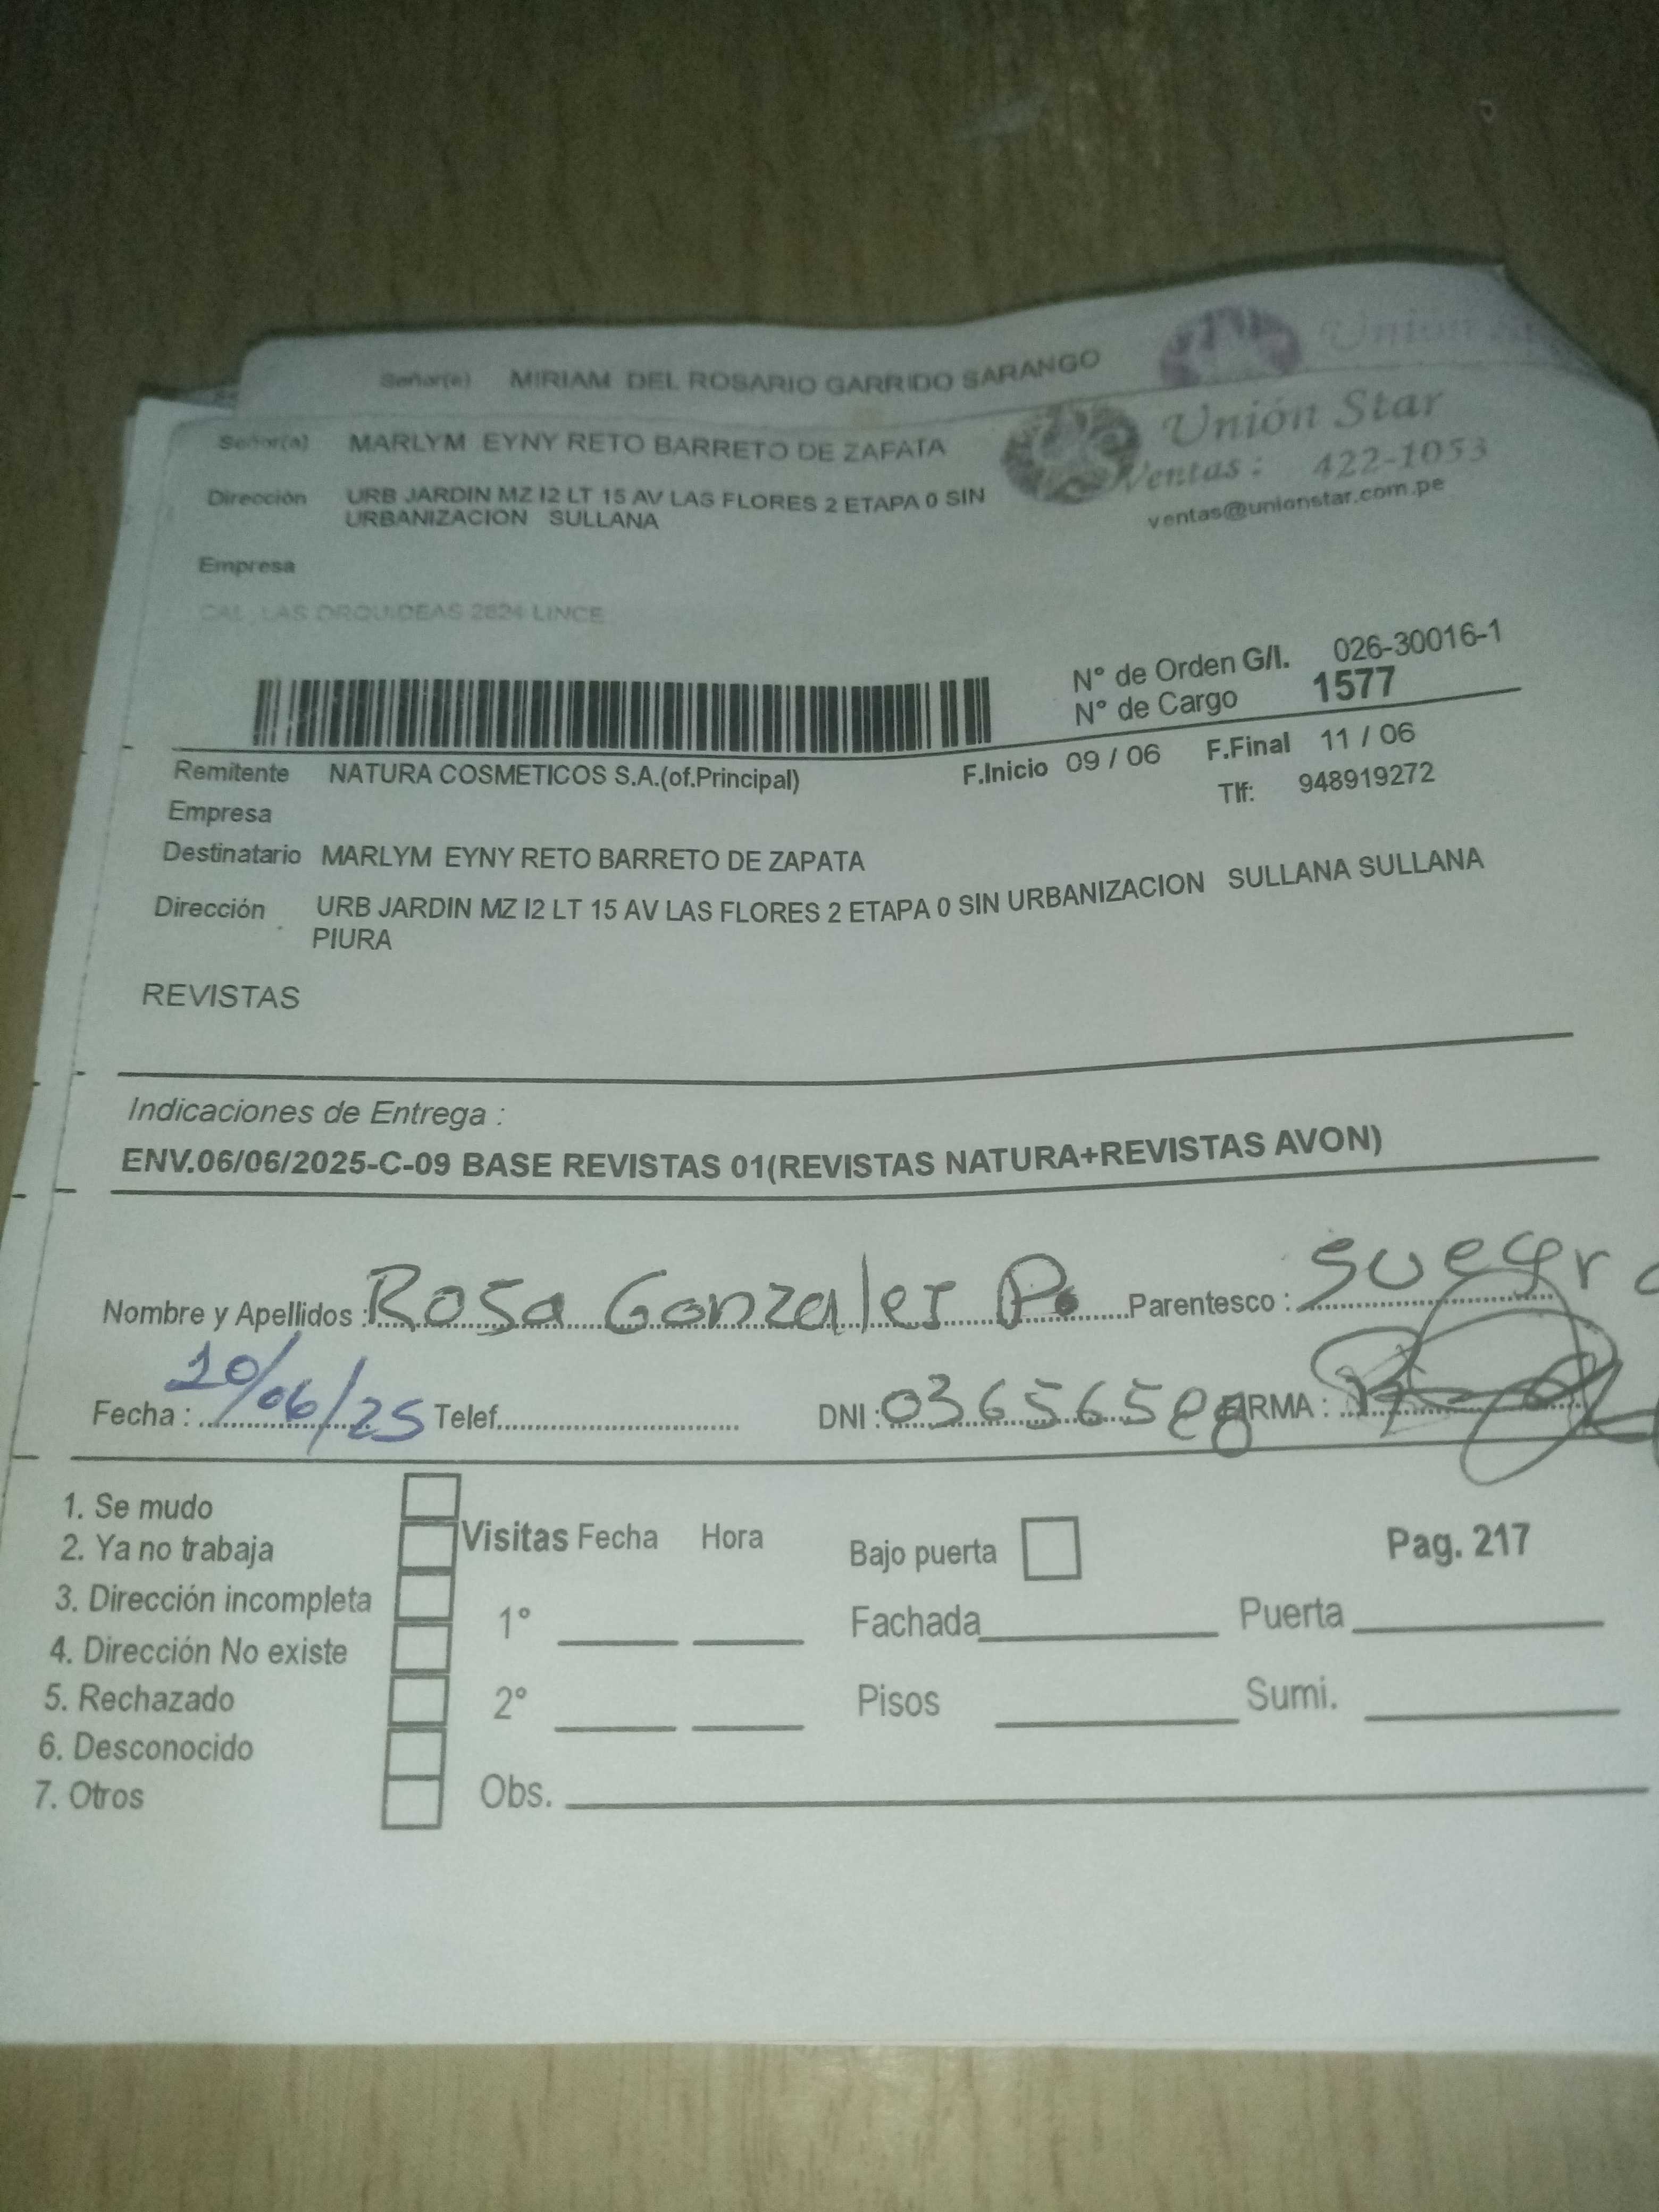 Señor(e) MIRIAM DEL ROSARIO GARRIDO SARANGO Unión
Señor(a) MARLYM EYNY RETO BARRETO DE ZAPATA
Unión Star
Ventas : 422-1053
ventas@unionstar.com.pe
Dirección URB JARDIN MZ I2 LT 15 AV LAS FLORES 2 ETAPA 0 SIN
URBANIZACION SULLANA
Empresa
CAL LAS ORQUIDEAS 2624 LINCE
N° de Orden G/I. 026-30016-1
N° de Cargo 1577
Remitente NATURA COSMETICOS S.A.(of.Principal) F.Inicio 09 / 06 F.Final 11 / 06
Empresa Tlf: 948919272
Destinatario MARLYM EYNY RETO BARRETO DE ZAPATA
Dirección URB JARDIN MZ I2 LT 15 AV LAS FLORES 2 ETAPA 0 SIN URBANIZACION SULLANA SULLANA
PIURA
REVISTAS
Indicaciones de Entrega :
ENV.06/06/2025-C-09 BASE REVISTAS 01(REVISTAS NATURA+REVISTAS AVON)
Nombre y Apellidos : Rosa Gonzales P. Parentesco : suegra
Fecha : 10/06/25 Telef. DNI : FIRMA :
1. Se mudo
2. Ya no trabaja
3. Dirección incompleta
4. Dirección No existe
5. Rechazado
6. Desconocido
7. Otros
Visitas Fecha Hora
1°
2°
Obs.
Bajo puerta Pag. 217
Fachada Puerta
Pisos Sumi.